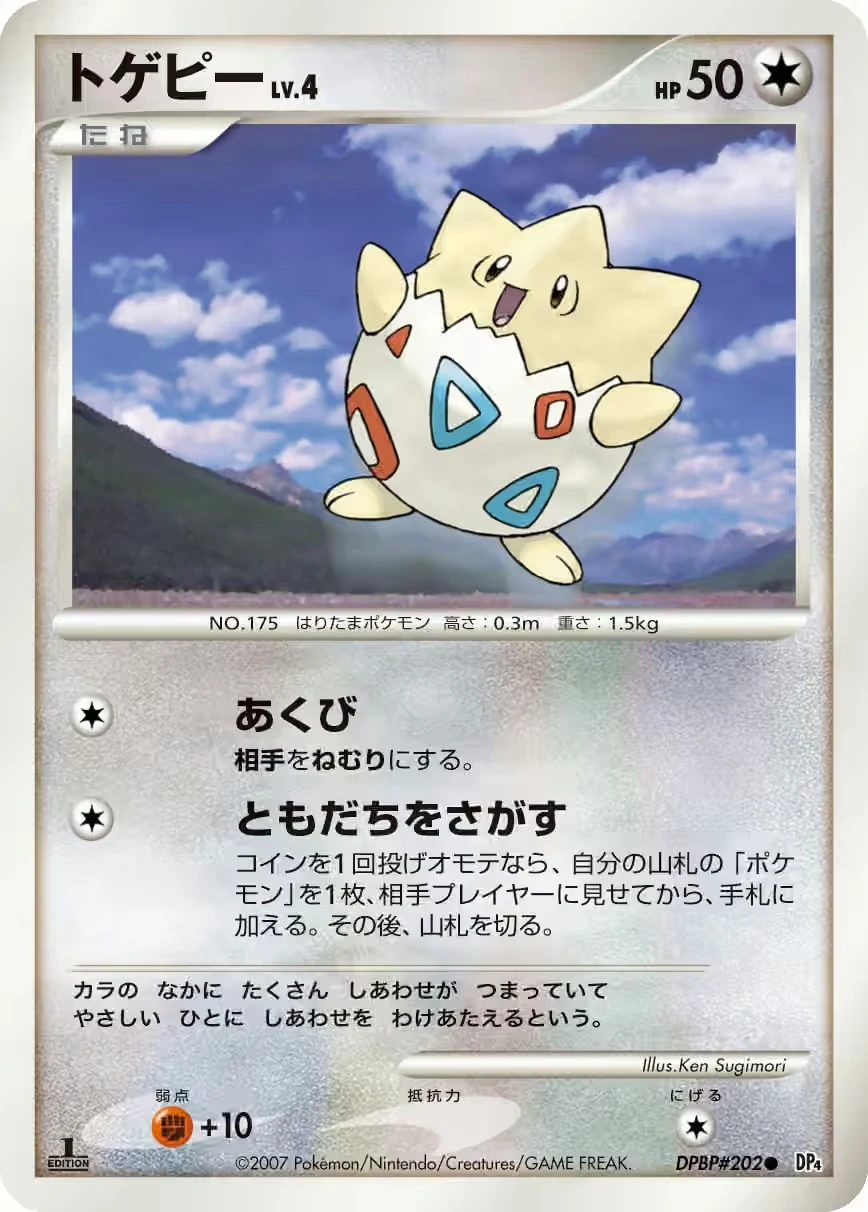 トゲピー LV.4 HP 50
たね
NO.175 はりたまポケモン 高さ:0.3m 重さ:1.5kg
あくび
相手をねむりにする。
ともだちをさがす
コインを1回投げオモテなら、自分の山札の「ポケ
モン」を1枚、相手プレイヤーに見せてから、手札に
加える。その後、山札を切る。
カラの なかに たくさん しあわせが つまっていて
やさしい ひとに しあわせを わけあたえるという。
Illus.Ken Sugimori
弱点 抵抗力 にげる
+10
1 EDITION ©2007 Pokémon/Nintendo/Creatures/GAME FREAK. DPBP#202● DP4